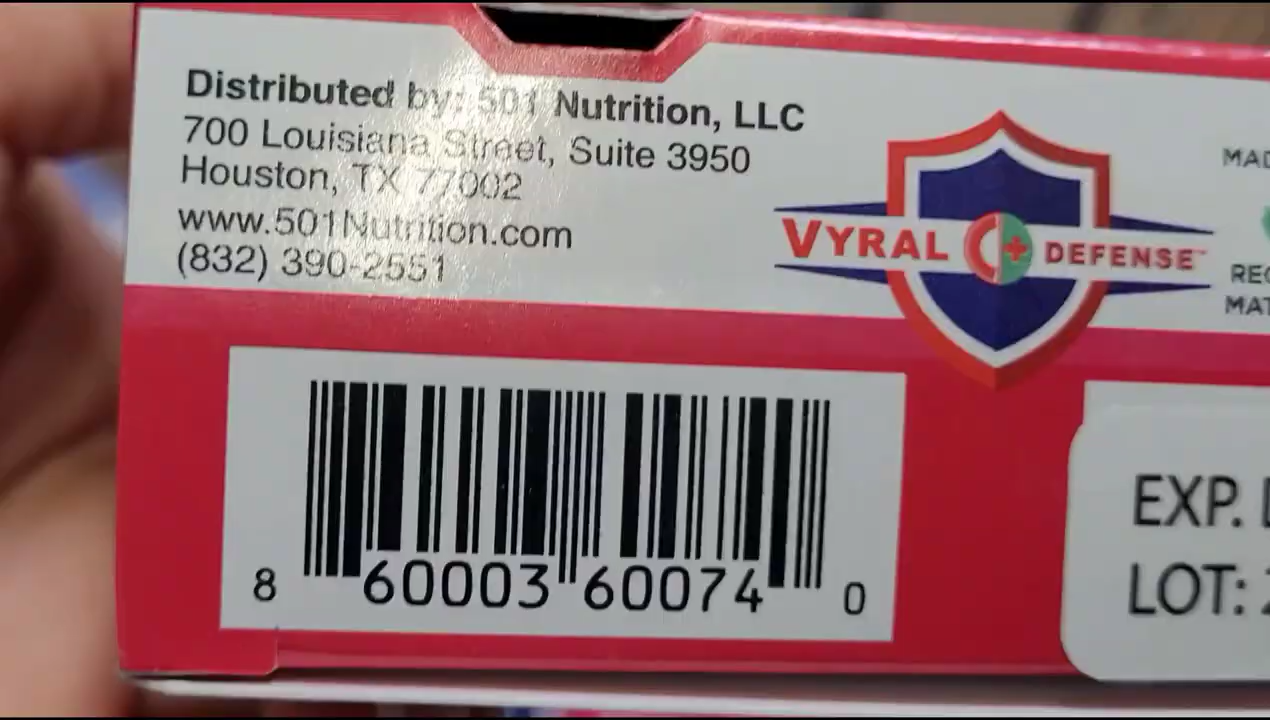 Distributed by: 501 Nutrition, LLC
700 Louisiana Street, Suite 3950
Houston, TX 77002
www.501Nutrition.com
(832) 390-2551
VYRAL C+ DEFENSE™
8 60003 60074 0
EXP.
LOT: